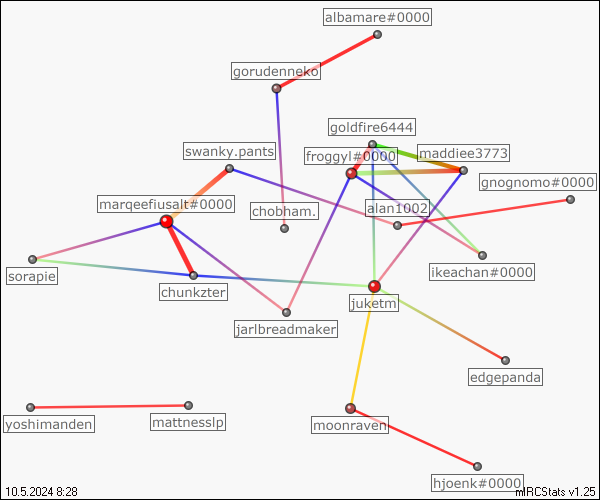 albamare#0000
gorudenneko
goldfire6444
swanky.pants
froggyl#0000
maddiee3773
gnognomo#0000
marqeefiusalt#0000
chobham.
alan1002
sorapie
ikeachan#0000
chunkzter
juketm
jarlbreadmaker
edgepanda
yoshimanden
mattnesslp
moonraven
hjoenk#0000
10.5.2024 8:28
mIRCStats v1.25